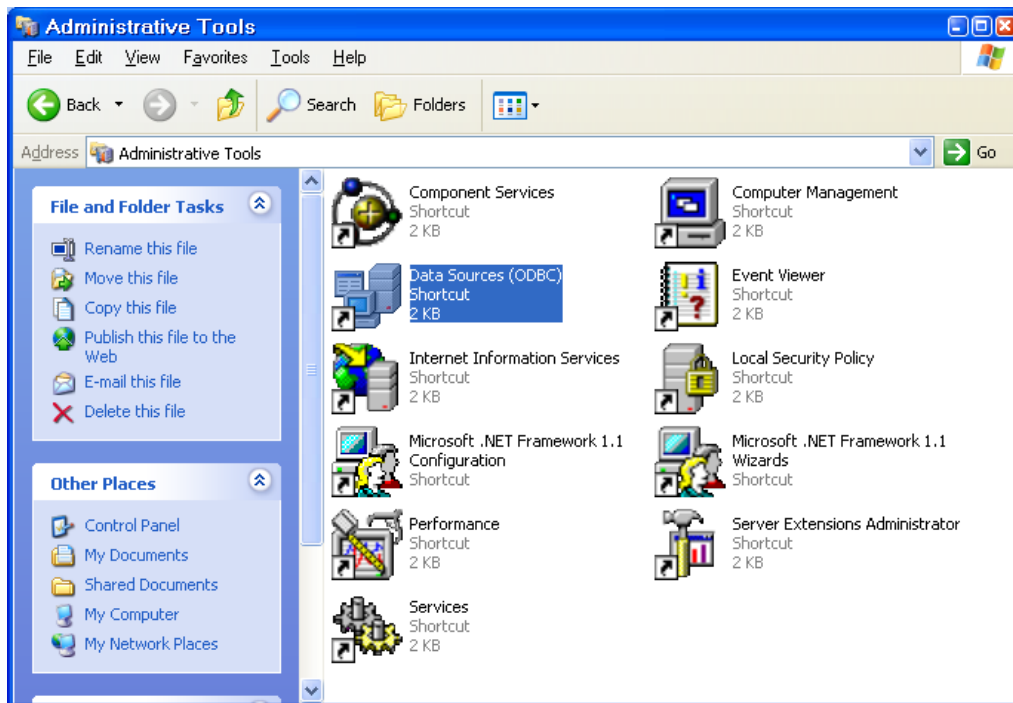 Administrative Tools
File Edit View Favorites Tools Help
Back Search Folders
Address Administrative Tools Go
File and Folder Tasks
Rename this file
Move this file
Copy this file
Publish this file to the
Web
E-mail this file
Delete this file
Other Places
Control Panel
My Documents
Shared Documents
My Computer
My Network Places
Component Services
Shortcut
2 KB
Computer Management
Shortcut
2 KB
Data Sources (ODBC)
Shortcut
2 KB
Event Viewer
Shortcut
2 KB
Internet Information Services
Shortcut
2 KB
Local Security Policy
Shortcut
2 KB
Microsoft .NET Framework 1.1
Configuration
Shortcut
Microsoft .NET Framework 1.1
Wizards
Shortcut
Performance
Shortcut
2 KB
Server Extensions Administrator
Shortcut
2 KB
Services
Shortcut
2 KB